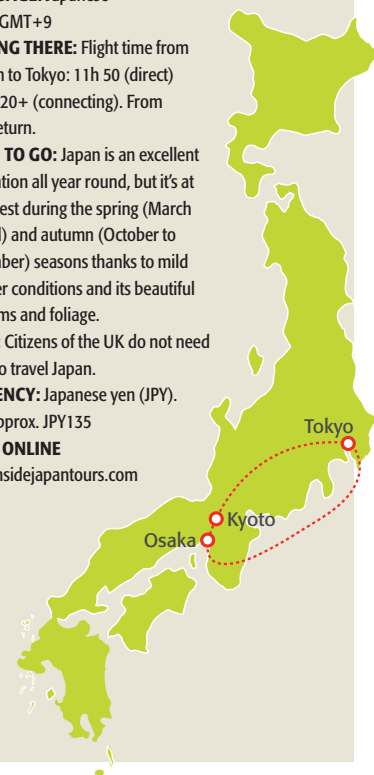 Japanese
GMT+9
NG THERE: Flight time from
to Tokyo: 11h 50 (direct)
20+ (connecting). From
eturn.
TO GO: Japan is an excellent
ation all year round, but it's at
est during the spring (March
l) and autumn (October to
mber) seasons thanks to mild
er conditions and its beautiful
ms and foliage.
: Citizens of the UK do not need
to travel Japan.
ENCY: Japanese yen (JPY).
pprox. JPY135
ONLINE
nsidejapantours.com
Tokyo
Kyoto
Osaka